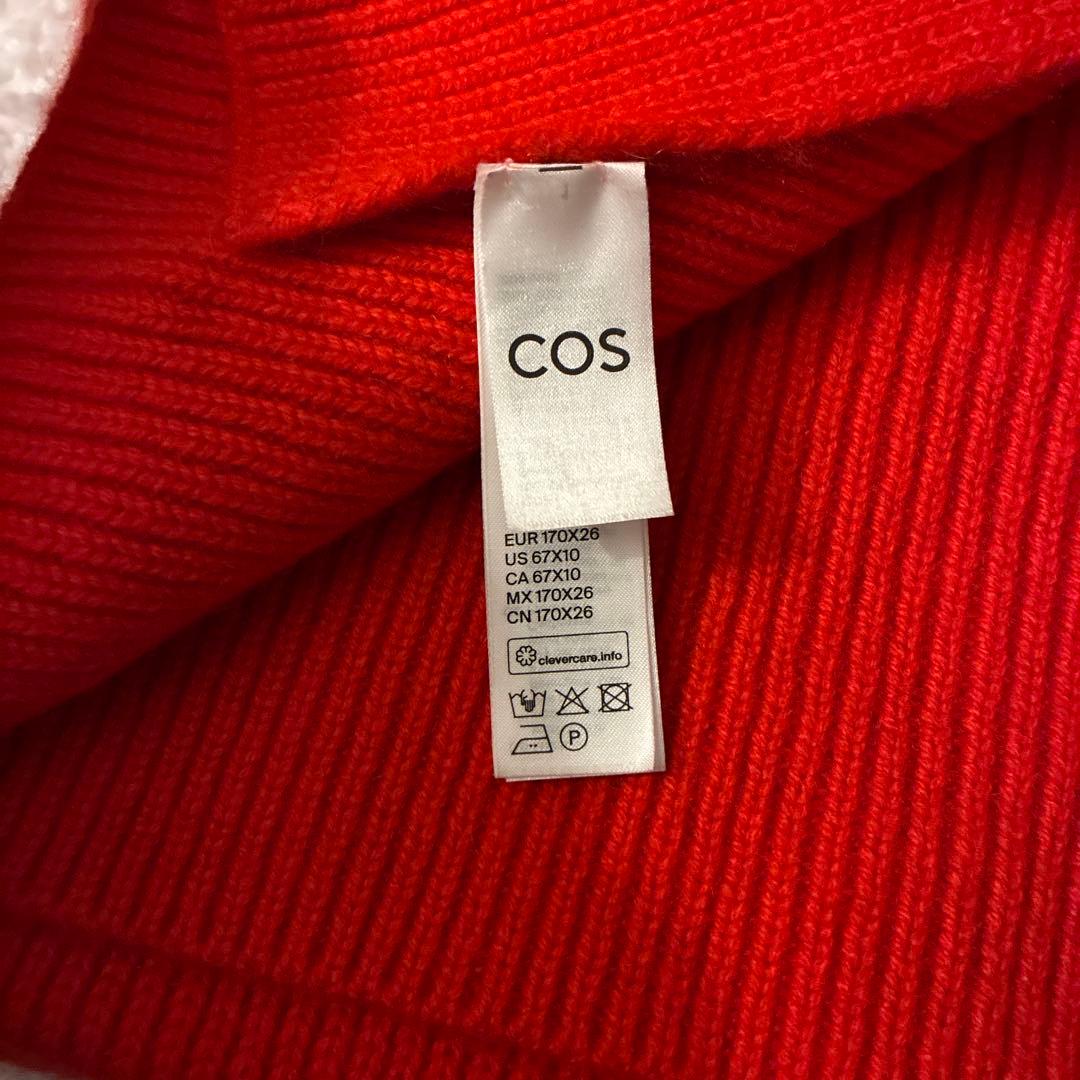 COS
EUR 170X26
US 67X10
CA 67X10
MX 170X26
CN 170X26
clevercare.info
P